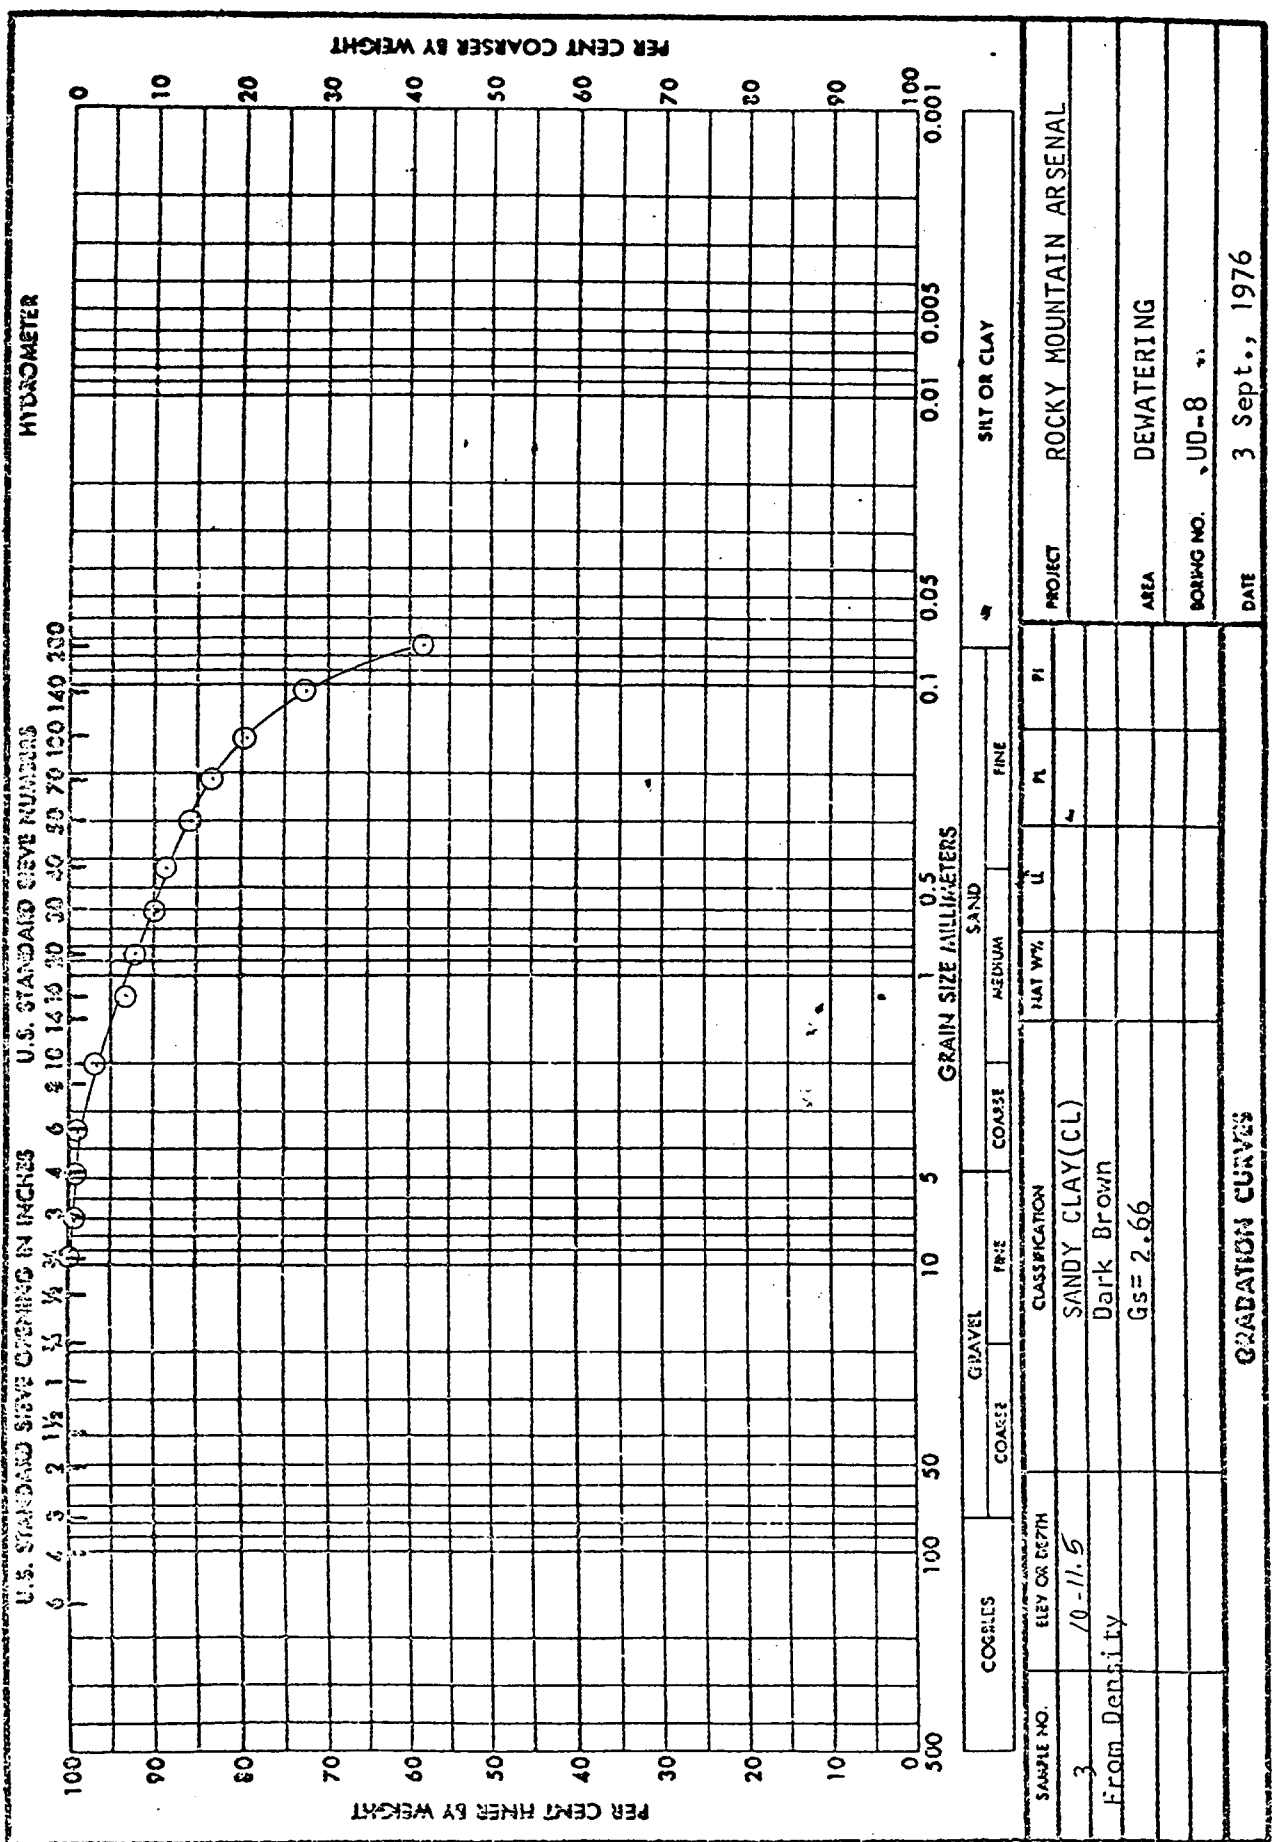 U.S. STANDARD SIEVE OPENING IN INCHES
U.S. STANDARD SIEVE NUMBERS
HYDROMETER
6 4 3 2 1½ 1 ¾ ½ ⅜ 3 4 6 8 10 14 16 20 30 40 50 70 100 140 200
PER CENT FINER BY WEIGHT
100
90
80
70
60
50
40
30
20
10
0
PER CENT COARSER BY WEIGHT
0
10
20
30
40
50
60
70
80
90
100
500 100 50 10 5 1 0.5 0.1 0.05 0.01 0.005 0.001
GRAIN SIZE MILLIMETERS
COBBLES
GRAVEL
COARSE
FINE
SAND
COARSE
MEDIUM
FINE
SILT OR CLAY
SAMPLE NO.
ELEV OR DEPTH
CLASSIFICATION
NAT W%
LL
PL
PI
3
10-11.5
SANDY CLAY(CL)
From Density
Dark Brown
Gs= 2.66
PROJECT ROCKY MOUNTAIN ARSENAL
AREA DEWATERING
BORING NO. UD-8
DATE 3 Sept., 1976
GRADATION CURVES